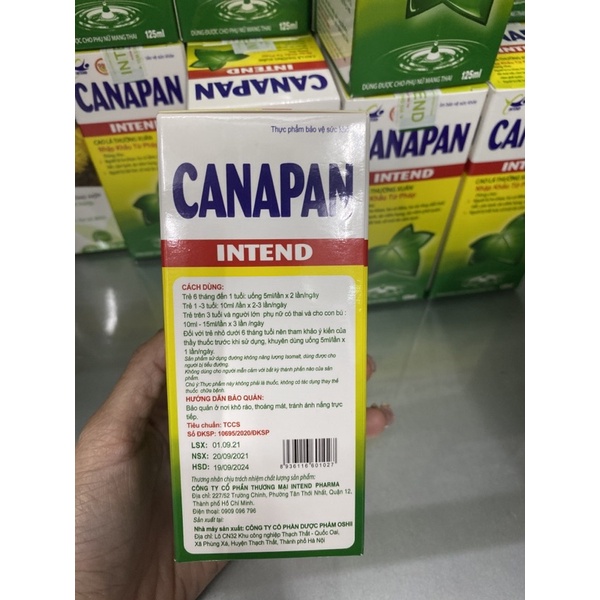 DÙNG ĐƯỢC CHO PHỤ NỮ MANG THAI 125ml
CANAPAN
INTEND
CANAPAN
INTEND
CANAPAN
INTEND
CAO LÁ THƯỜNG XUÂN
Nhập Khẩu Từ Pháp
Thực phẩm bảo vệ sức
CANAPAN
INTEND
CÁCH DÙNG:
Trẻ 6 tháng đến 1 tuổi: uống 5ml/lần x 2 lần/ngày
Trẻ 1 -3 tuổi: 10ml /lần x 2-3 lần/ngày
Trẻ trên 3 tuổi và người lớn phụ nữ có thai và cho con bú :
10ml - 15ml/lần x 3 lần /ngày
Đối với trẻ nhỏ dưới 6 tháng tuổi nên tham khảo ý kiến của
thầy thuốc trước khi sử dụng, khuyên dùng uống 5ml/lần x
1 lần/ngày.
Sản phẩm sử dụng đường không năng lượng Isomalt, dùng được cho
người bị tiểu đường.
Không dùng cho người mẫn cảm với bất kỳ thành phần nào của sản
phẩm.
Chú ý:Thực phẩm này không phải là thuốc, không có tác dụng thay thế
thuốc chữa bệnh.
HƯỚNG DẪN BẢO QUẢN:
Bảo quản ở nơi khô ráo, thoáng mát, tránh ánh nắng trực
tiếp.
Tiêu chuẩn: TCCS
Số ĐKSP: 10695/2020/ĐKSP
LSX: 01.09.21
NSX: 20/09/2021
HSD: 19/09/2024
8 936116 601027
Thương nhân chịu trách nhiệm chất lượng sản phẩm:
CÔNG TY CỔ PHẦN THƯƠNG MẠI INTEND PHARMA
Địa chỉ: 227/52 Trường Chinh, Phường Tân Thới Nhất, Quận 12,
Thành phố Hồ Chí Minh.
Điện thoại: 0909 096 796
Sản xuất tại:
Nhà máy sản xuất: CÔNG TY CỔ PHẦN DƯỢC PHẨM OSHII
Địa chỉ: Lô CN32 Khu công nghiệp Thạch Thất - Quốc Oai,
Xã Phùng Xá, Huyện Thạch Thất, Thành phố Hà Nội